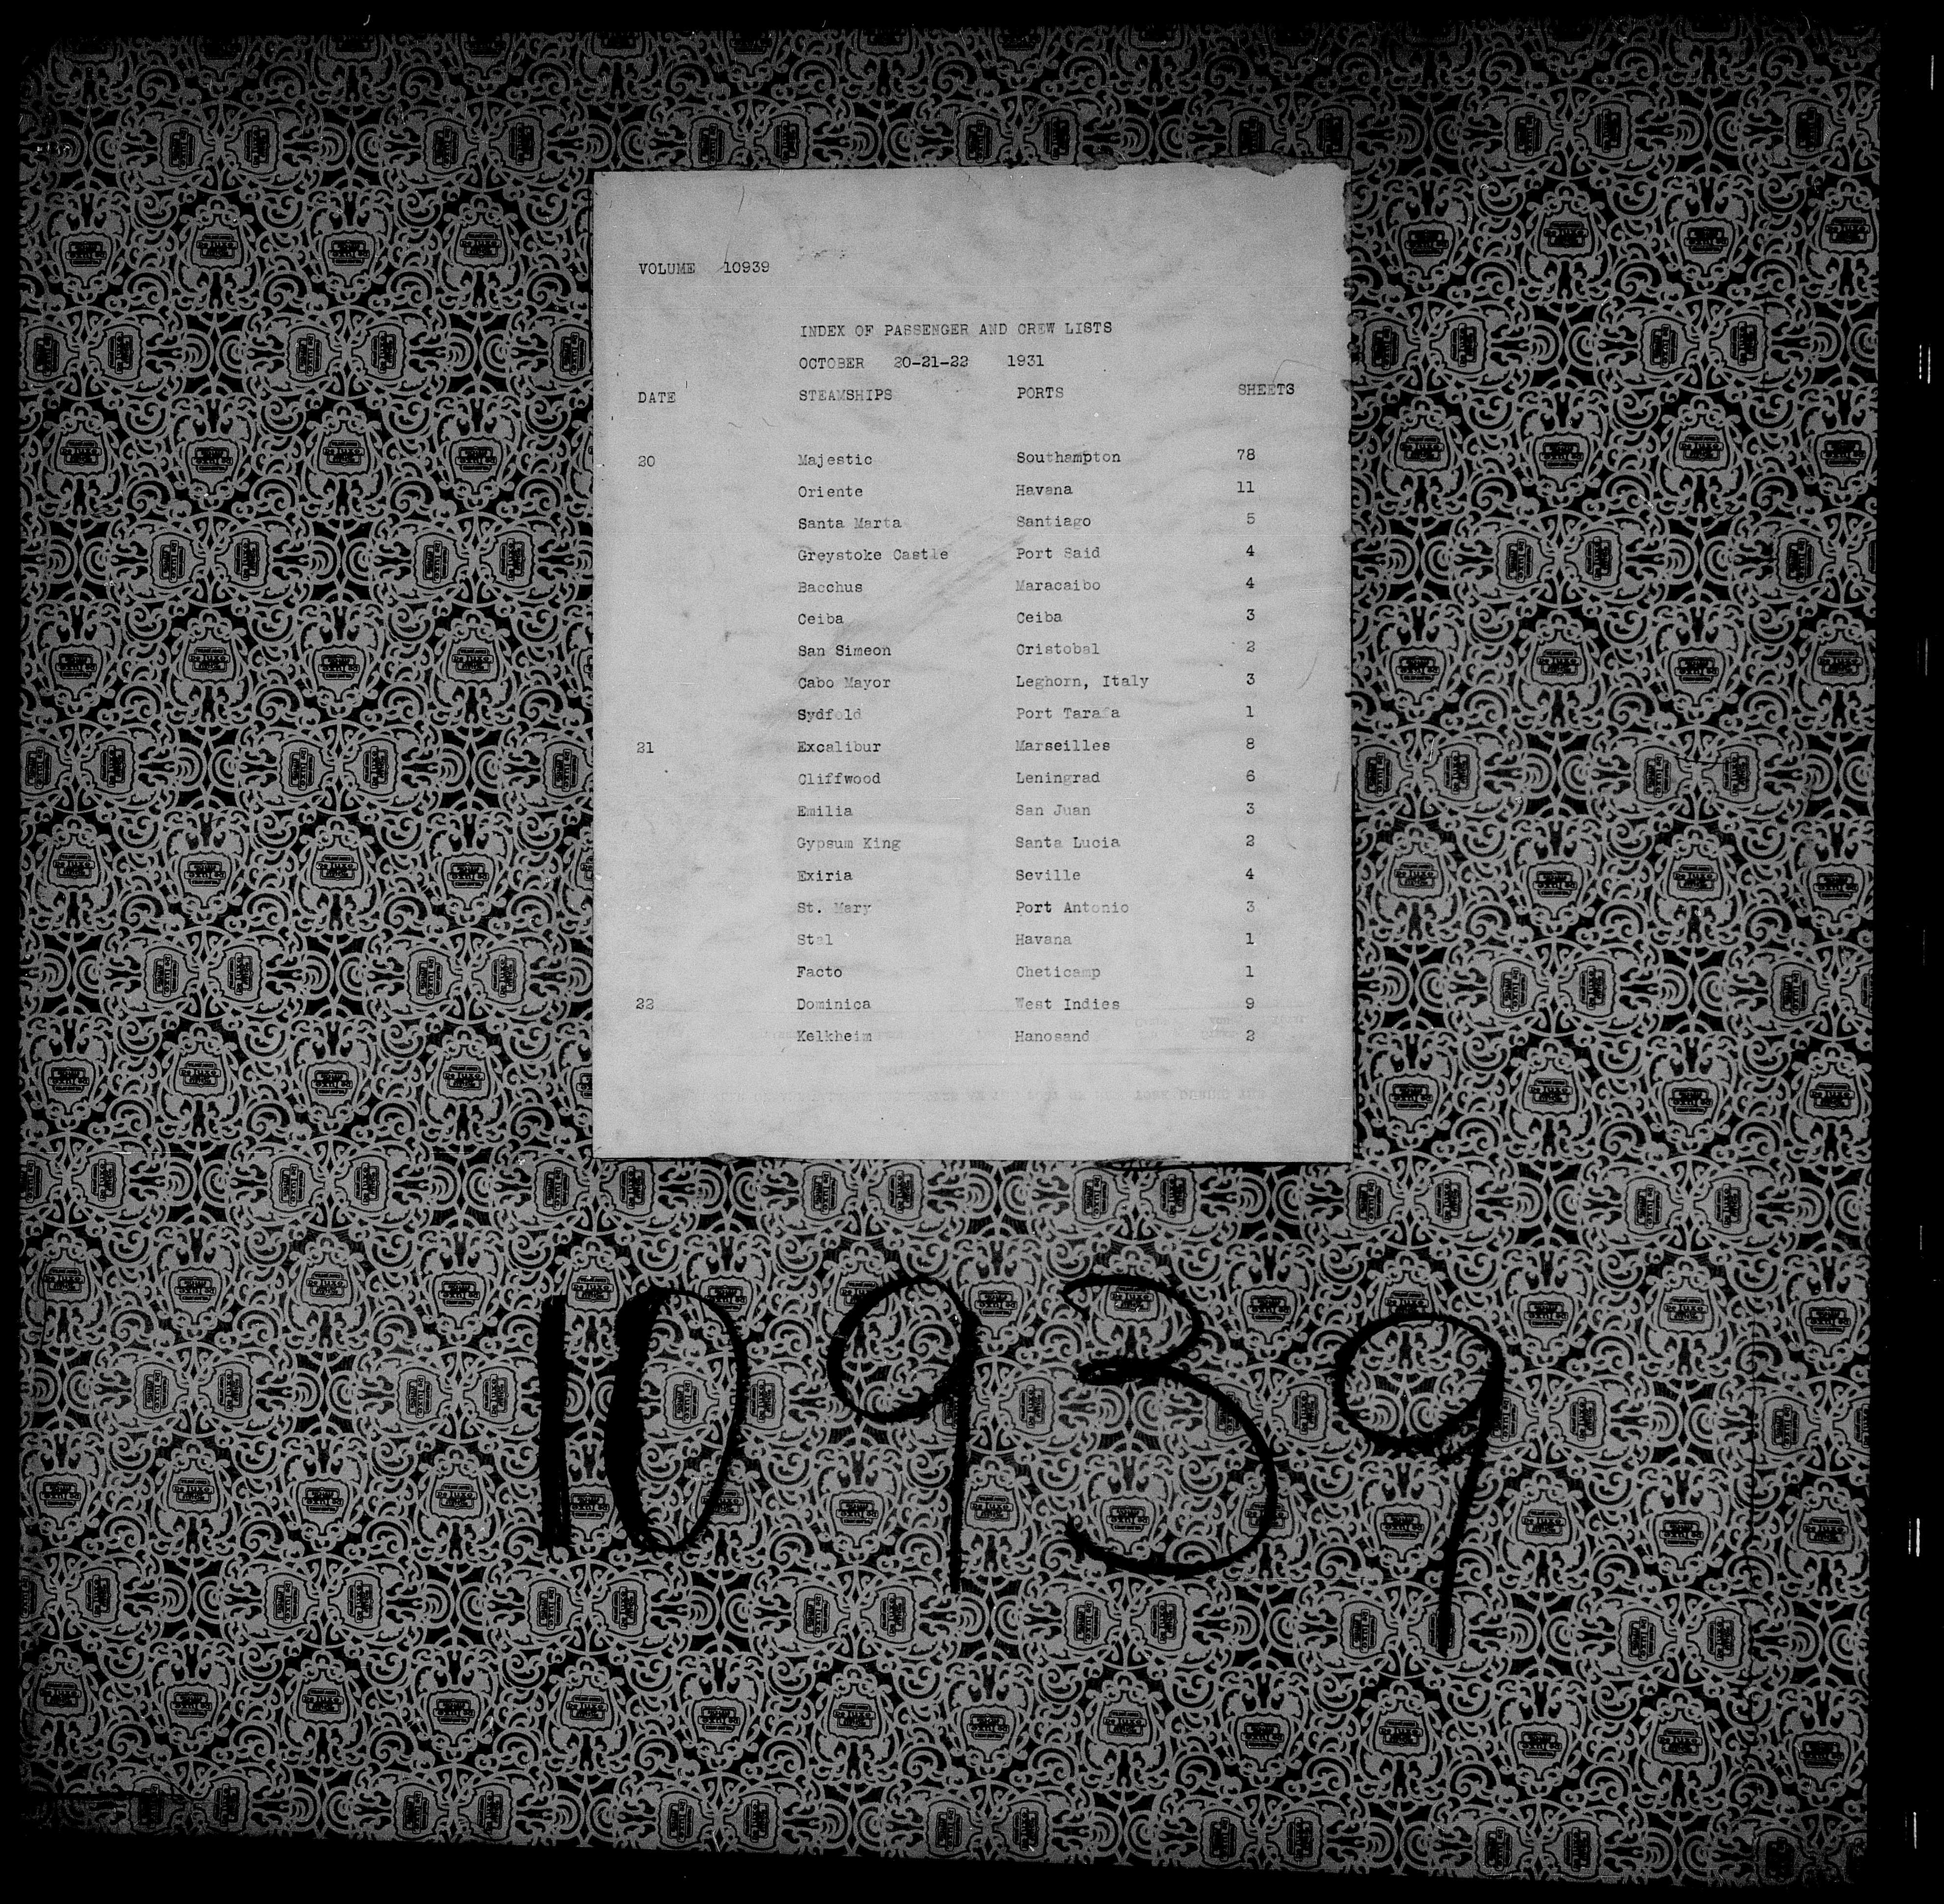 VOLUME 10939
INDEX OF PASSENGER AND CREW LISTS
OCTOBER 20-21-22 1931
DATE STEAMSHIPS PORTS SHEETS
20 Majestic Southampton 78
Oriente Havana 11
Santa Marta Santiago 5
Greystoke Castle Port Said 4
Bacchus Maracaibo 4
Ceiba Ceiba 3
San Simeon Cristobal 2
Cabo Mayor Leghorn, Italy 3
Sydfold Port Tarafa 1
21 Excalibur Marseilles 8
Cliffwood Leningrad 6
Emilia San Juan 3
Gypsum King Santa Lucia 2
Exiria Seville 4
St. Mary Port Antonio 3
Stal Havana 1
Facto Cheticamp 1
22 Dominica West Indies 9
Kelkheim Hanosand 2
10939